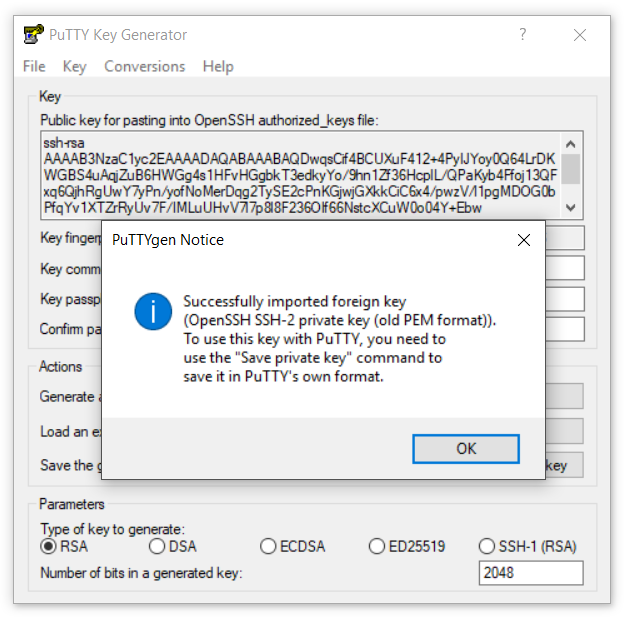 PuTTY Key Generator
?
File Key Conversions Help
Key
Public key for pasting into OpenSSH authorized_keys file:
ssh-rsa
AAAAB3NzaC1yc2EAAAADAQABAAABAQDwqsCif4BCUXuF412+4PylJYoy0Q64LrDK
WGBS4uAqjZuB6HWGg4s1HFvHGgbkT3edkyYo/9hn1Zf36HcpIL/QPaKyb4Ffoj13QF
xq6QjhRgUwY7yPn/yofNoMerDqg2TySE2cPnKGjwjGXkkCiC6x4/pwzV/l1pgMDOG0b
PfqYv1XTZrRyUv7F/IMLuUHvV7l7p8l8F236Olf66NstcXCuW0o04Y+Ebw
Key fingerp
Key comm
Key passp
Confirm pa
PuTTYgen Notice
Successfully imported foreign key
(OpenSSH SSH-2 private key (old PEM format)).
To use this key with PuTTY, you need to
use the "Save private key" command to
save it in PuTTY's own format.
OK
Actions
Generate a
Load an ex
Save the g
key
Parameters
Type of key to generate:
RSA DSA ECDSA ED25519 SSH-1 (RSA)
Number of bits in a generated key:
2048